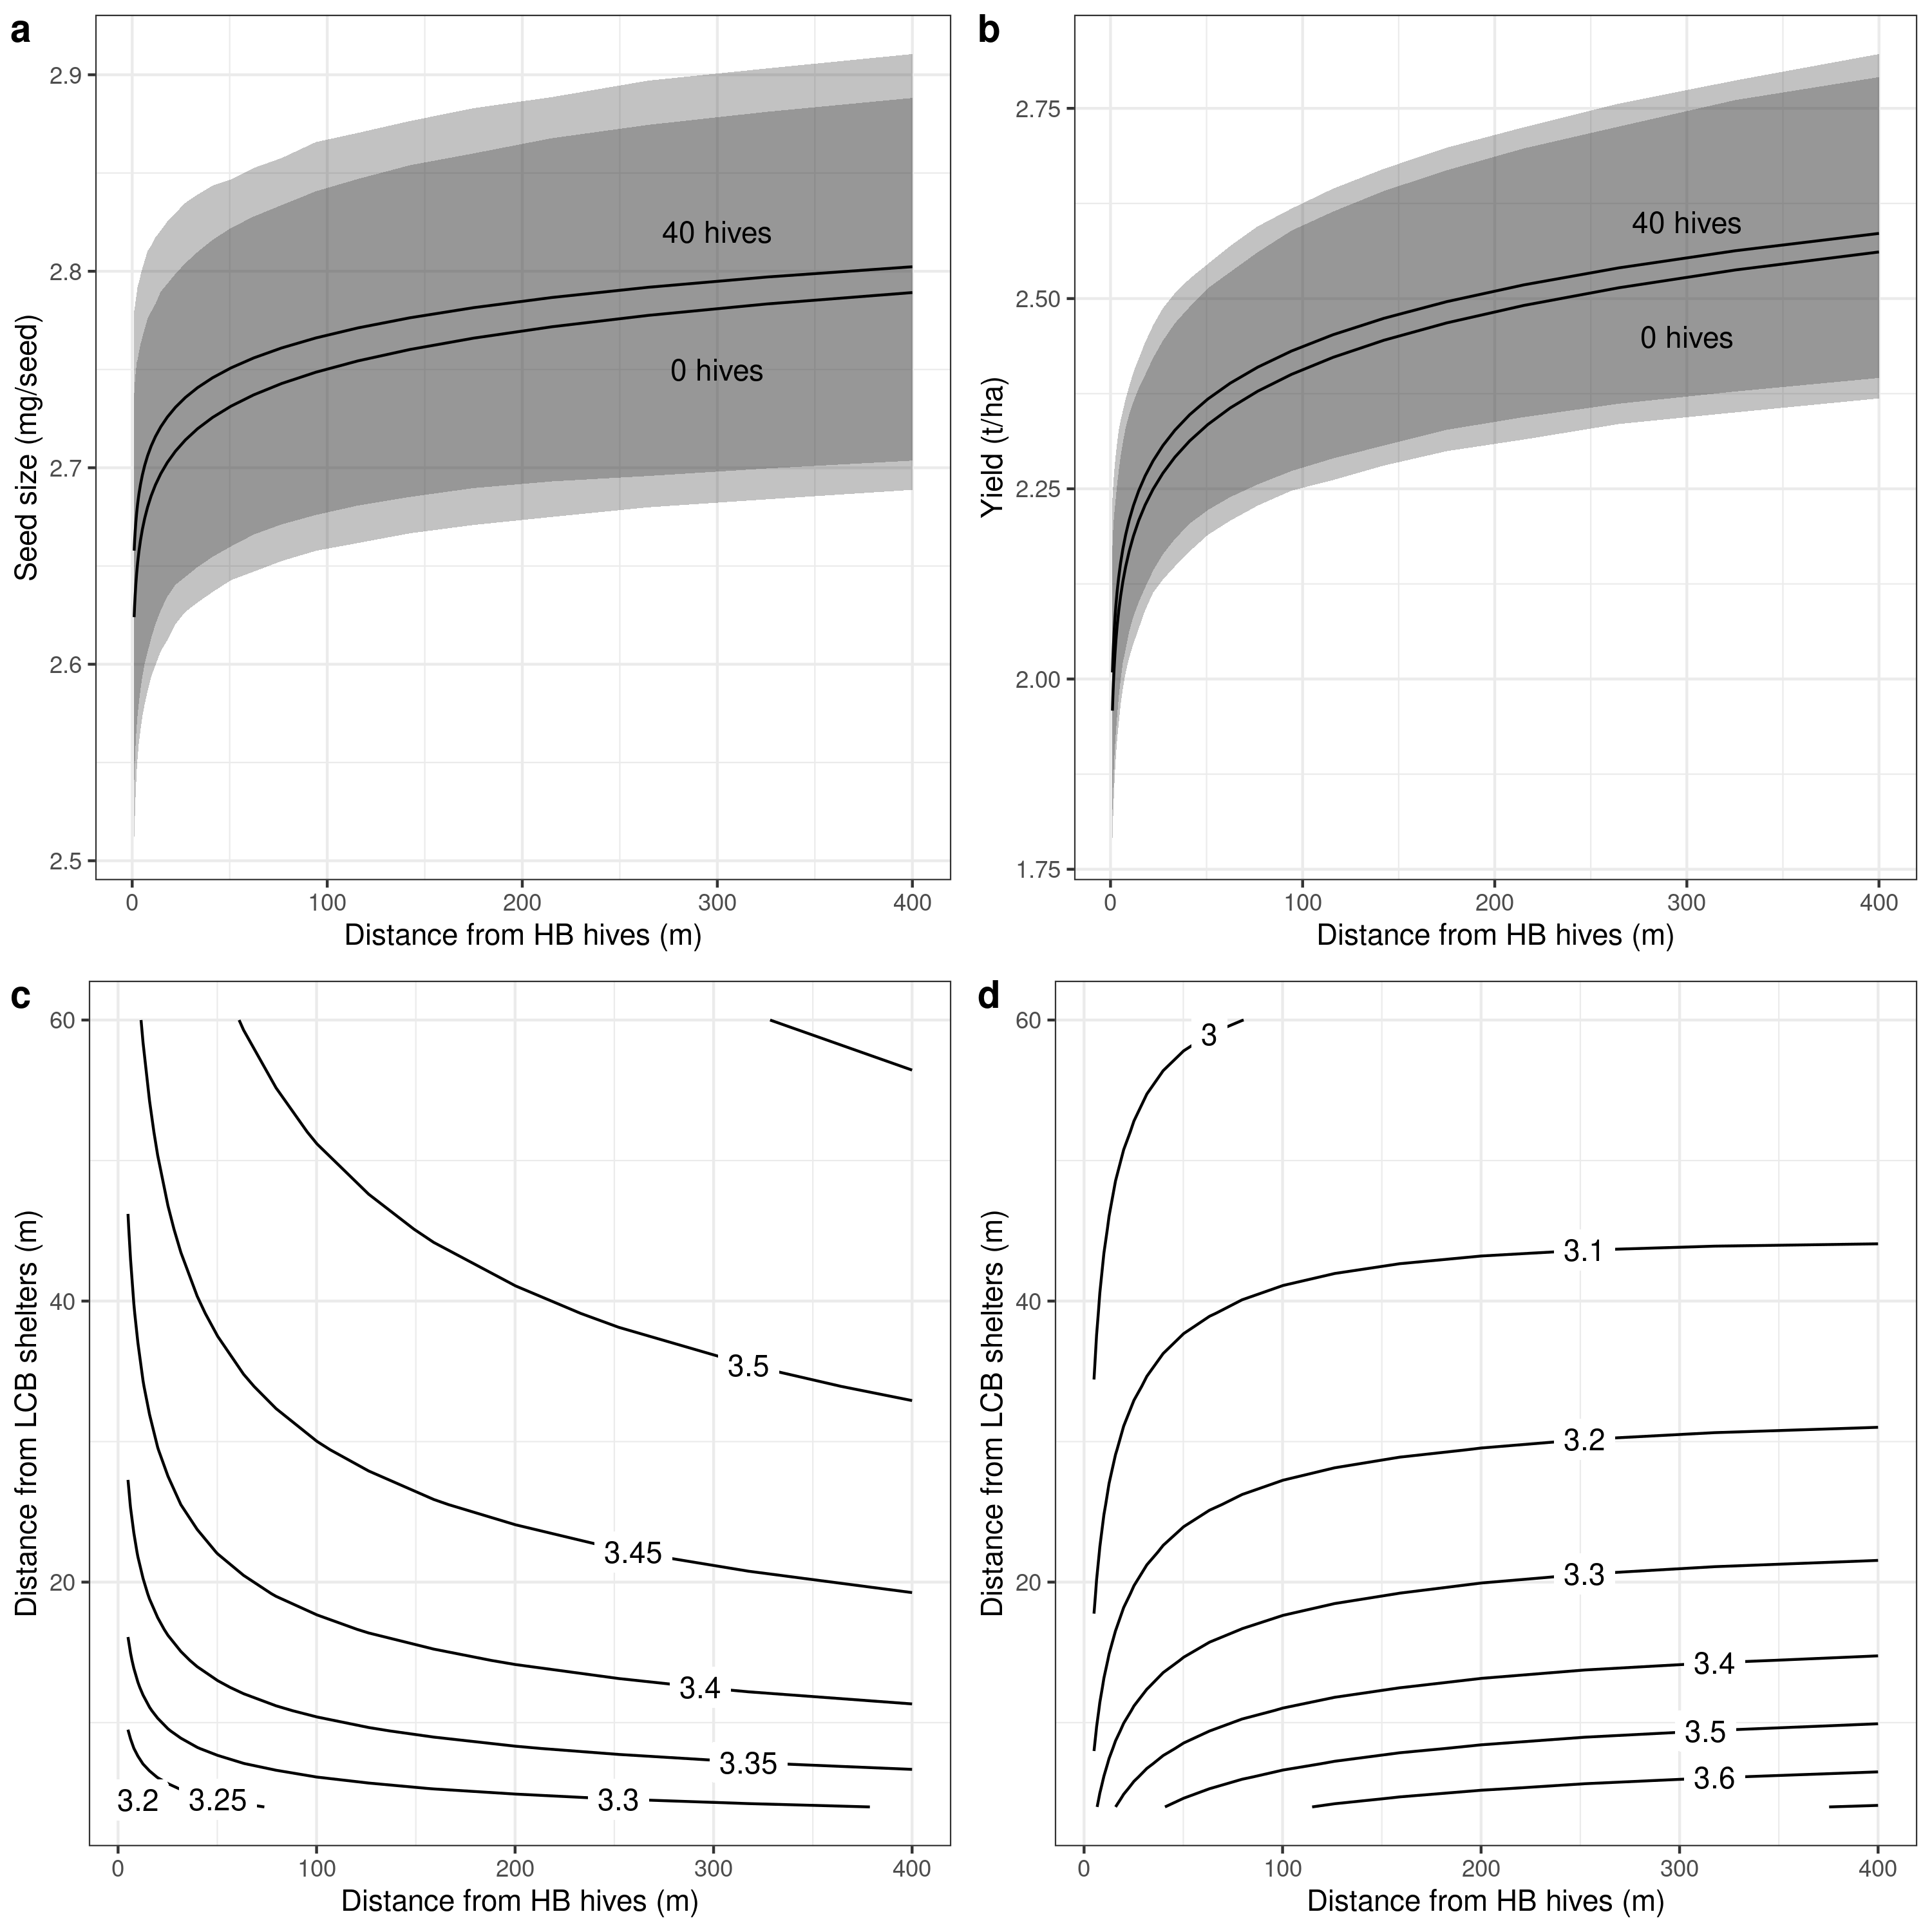 a
Seed size (mg/seed)
2.9
2.8
2.7
2.6
2.5
40 hives
0 hives
0 100 200 300 400
Distance from HB hives (m)
b
Yield (t/ha)
2.75
2.50
2.25
2.00
1.75
40 hives
0 hives
0 100 200 300 400
Distance from HB hives (m)
c
Distance from LCB shelters (m)
60
40
20
3.5
3.45
3.4
3.35
3.2 3.25 3.3
0 100 200 300 400
Distance from HB hives (m)
d
Distance from LCB shelters (m)
60
40
20
3
3.1
3.2
3.3
3.4
3.5
3.6
0 100 200 300 400
Distance from HB hives (m)